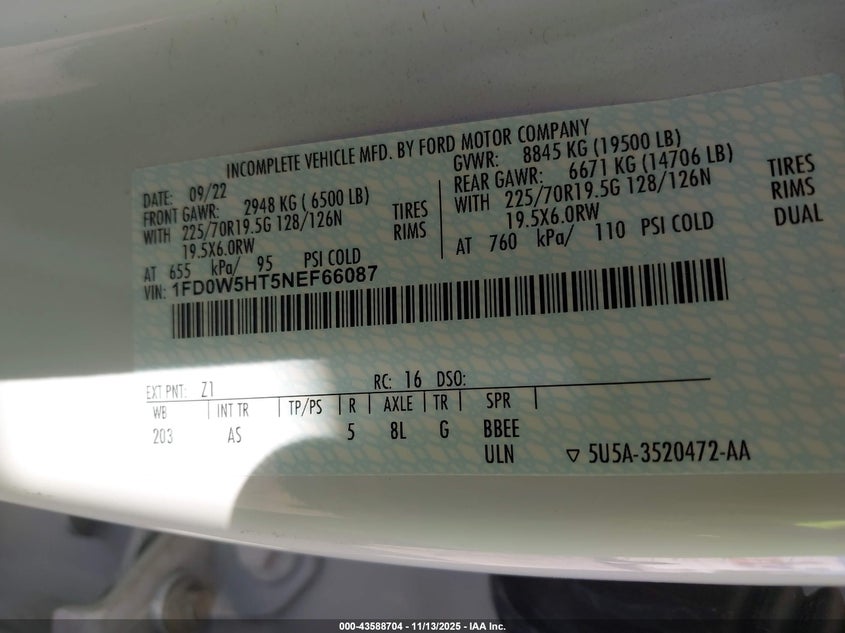 INCOMPLETE VEHICLE MFD. BY FORD MOTOR COMPANY
DATE: 09/22
FRONT GAWR: 2948 KG ( 6500 LB)
WITH 225/70R19.5G 128/126N TIRES
19.5X6.0RW RIMS
AT 655 kPa/ 95 PSI COLD
GVWR: 8845 KG (19500 LB)
REAR GAWR: 6671 KG (14706 LB)
WITH 225/70R19.5G 128/126N TIRES
19.5X6.0RW RIMS
AT 760 kPa/ 110 PSI COLD DUAL
VIN: 1FD0W5HT5NEF66087
EXT PNT: Z1 RC: 16 DSO:
WB INT TR TP/PS R AXLE TR SPR
203 AS 5 8L G BBEE
ULN ▽ 5U5A-3520472-AA
000-43588704 - 11/13/2025 - IAA Inc.